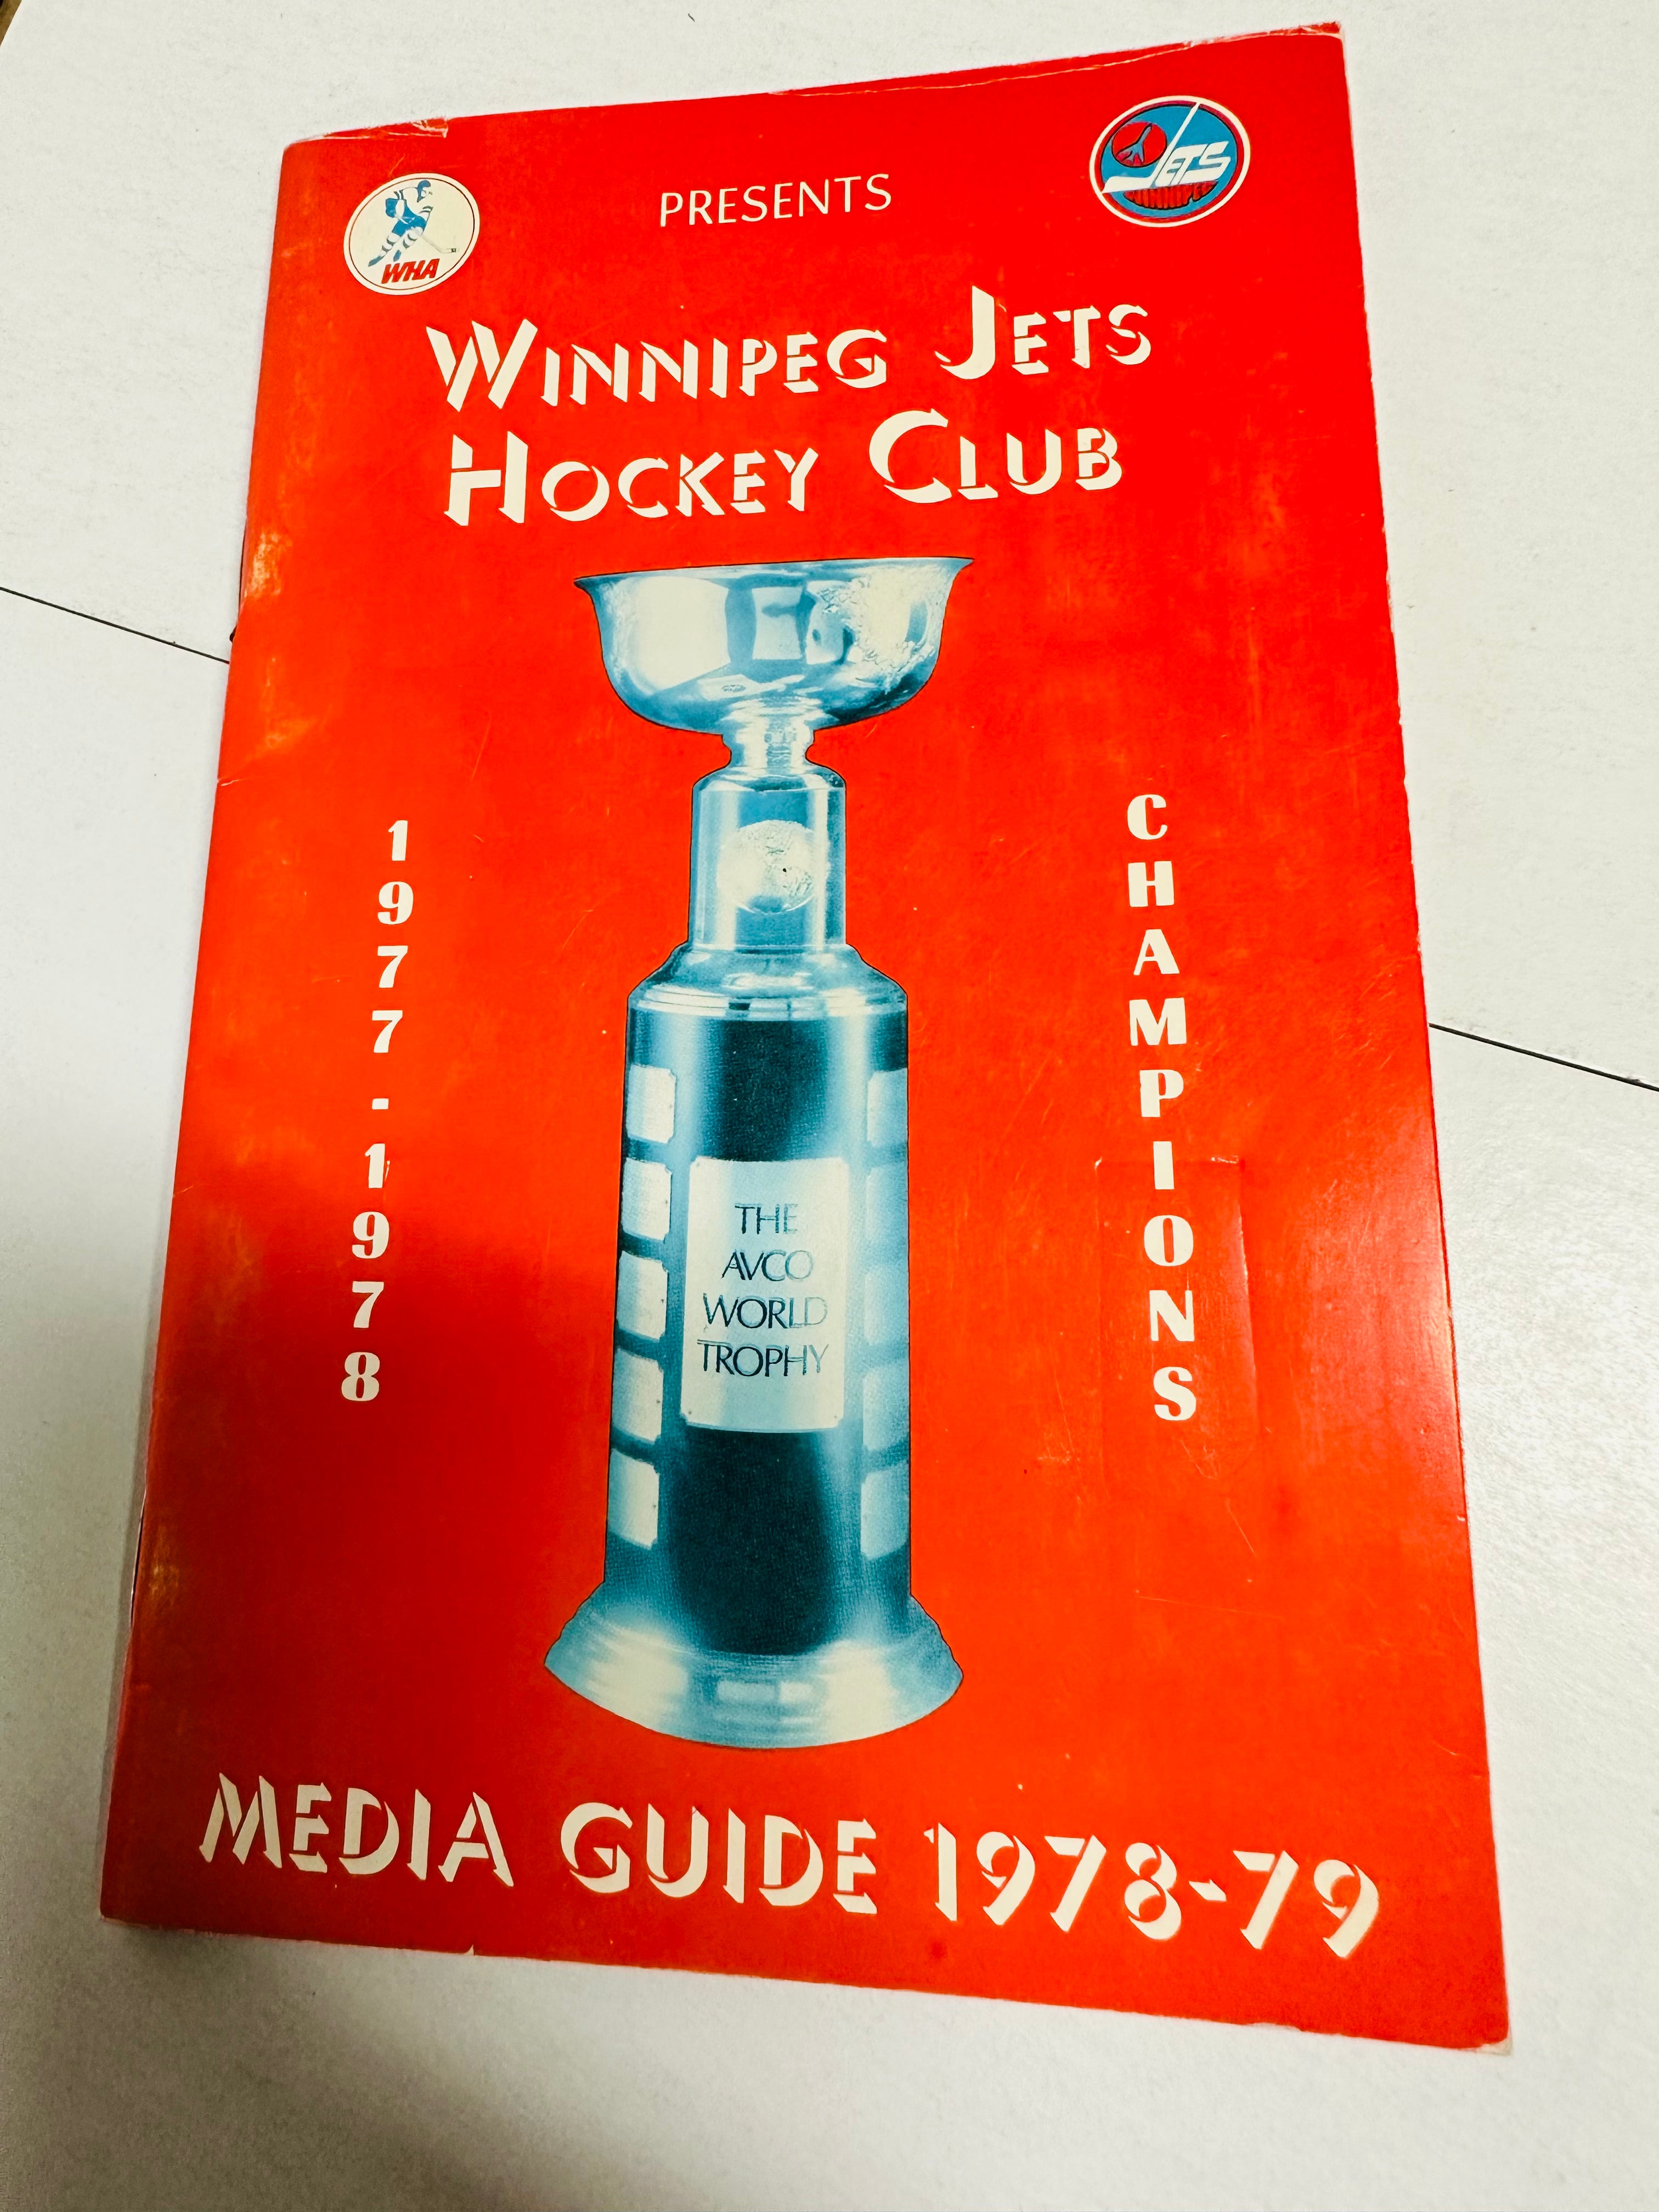 PRESENTS
WHA
JETS
WINNIPEG
WINNIPEG JETS
HOCKEY CLUB
1977-1978
CHAMPIONS
THE
AVCO
WORLD
TROPHY
MEDIA GUIDE 1978-79